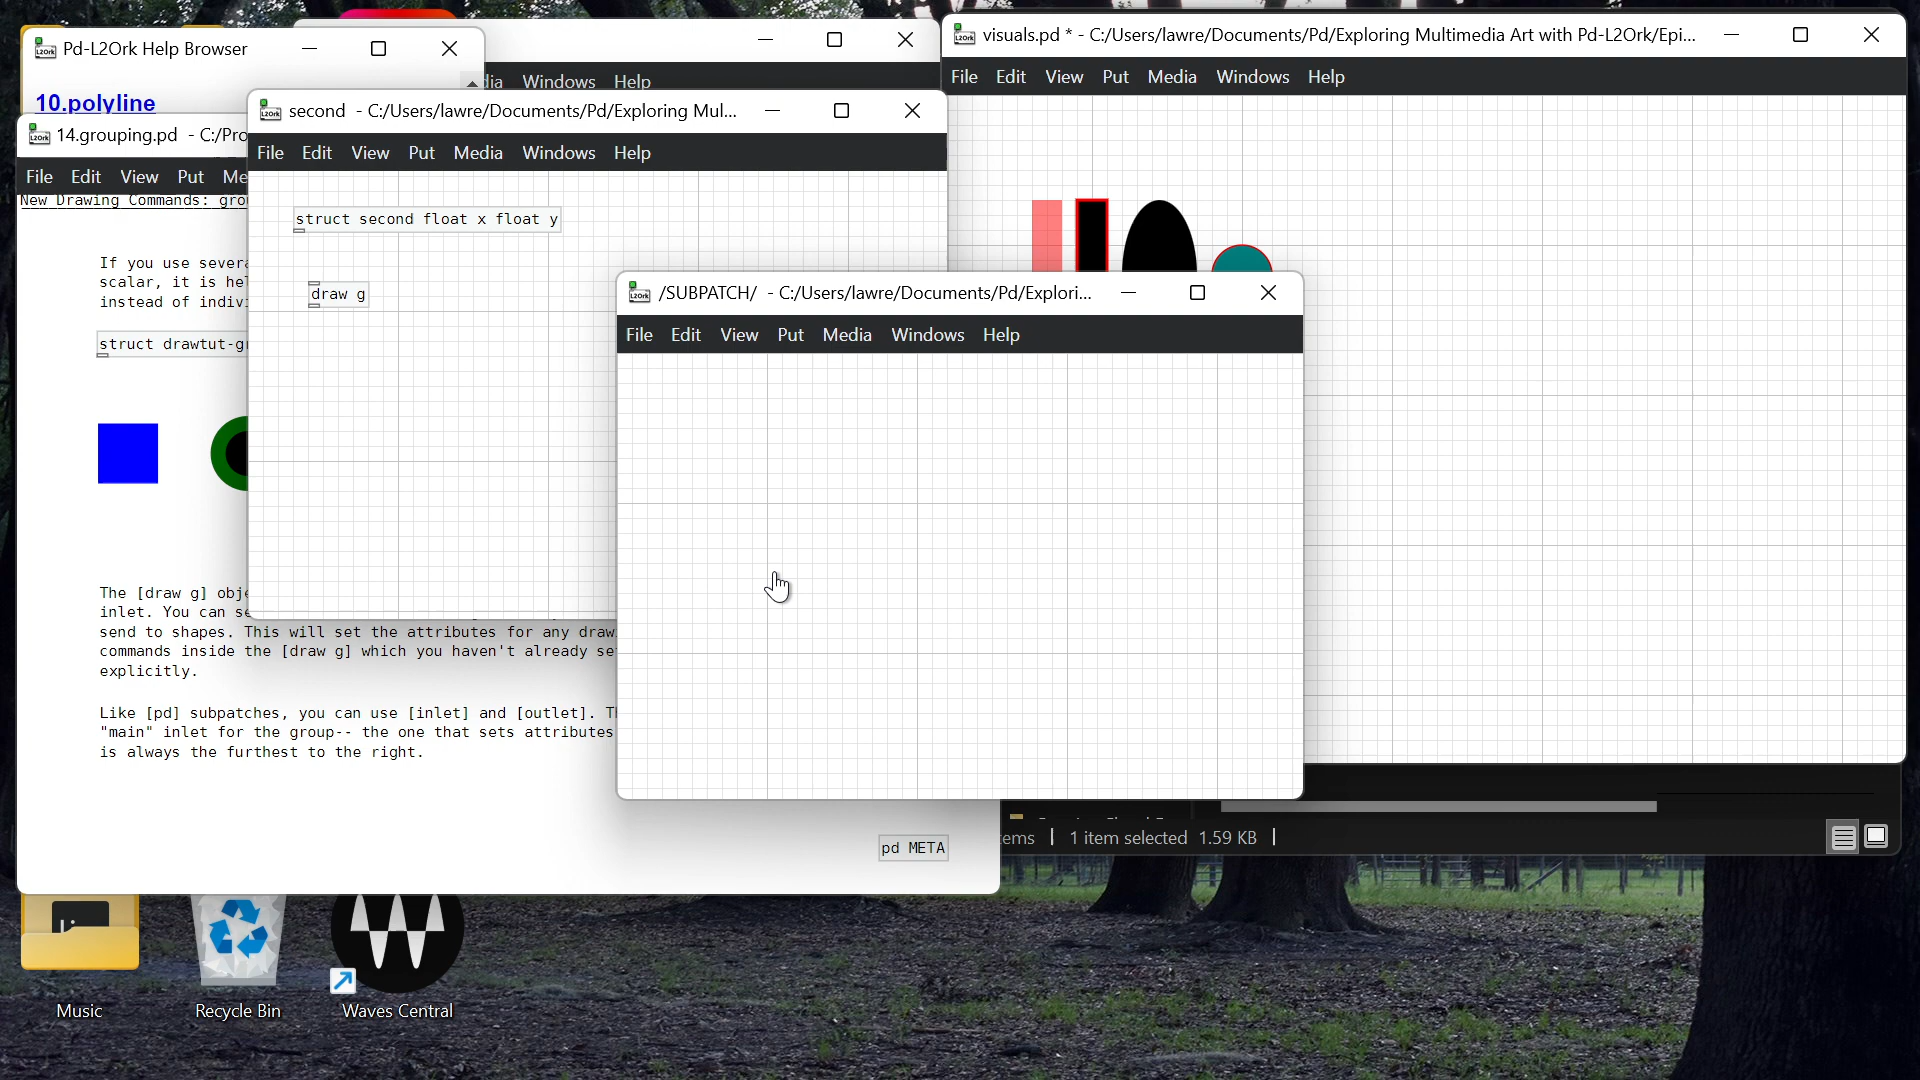 Pd-L2Ork Help Browser
10.polyline
dia Windows Help
visuals.pd * - C:/Users/lawre/Documents/Pd/Exploring Multimedia Art with Pd-L2Ork/Epi...
File Edit View Put Media Windows Help
14.grouping.pd - C:/Pro
File Edit View Put Me
New Drawing Commands: gro
If you use severa
scalar, it is hel
instead of indivi
struct drawtut-gr
The [draw g] obje
inlet. You can se
send to shapes. This will set the attributes for any draw
commands inside the [draw g] which you haven't already se
explicitly.
Like [pd] subpatches, you can use [inlet] and [outlet]. Th
"main" inlet for the group-- the one that sets attributes
is always the furthest to the right.
pd META
second - C:/Users/lawre/Documents/Pd/Exploring Mul...
File Edit View Put Media Windows Help
struct second float x float y
draw g
/SUBPATCH/ - C:/Users/lawre/Documents/Pd/Explori...
File Edit View Put Media Windows Help
ems | 1 item selected 1.59 KB |
Music
Recycle Bin
Waves Central